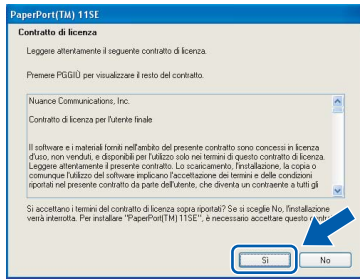 PaperPort(TM) 11SE
Contratto di licenza
Leggere attentamente il seguente contratto di licenza.
Premere PGGIÙ per visualizzare il resto del contratto.
Nuance Communications, Inc.
Contratto di licenza per l'utente finale
Il software e i materiali forniti nell'ambito del presente contratto sono concessi in licenza
d'uso, non venduti, e disponibili per l'utilizzo solo nei termini di questo contratto di licenza.
Leggere attentamente il presente contratto. Lo scaricamento, l'installazione, la copia o
comunque l'utilizzo del software implicano l'accettazione dei termini e delle condizioni
riportati nel presente contratto da parte dell'utente, che diventa un contraente a tutti gli
Si accettano i termini del contratto di licenza sopra riportati? Se si sceglie No, l'installazione
verrà interrotta. Per installare "PaperPort(TM) 11SE", è necessario accettare questo
Sì
No